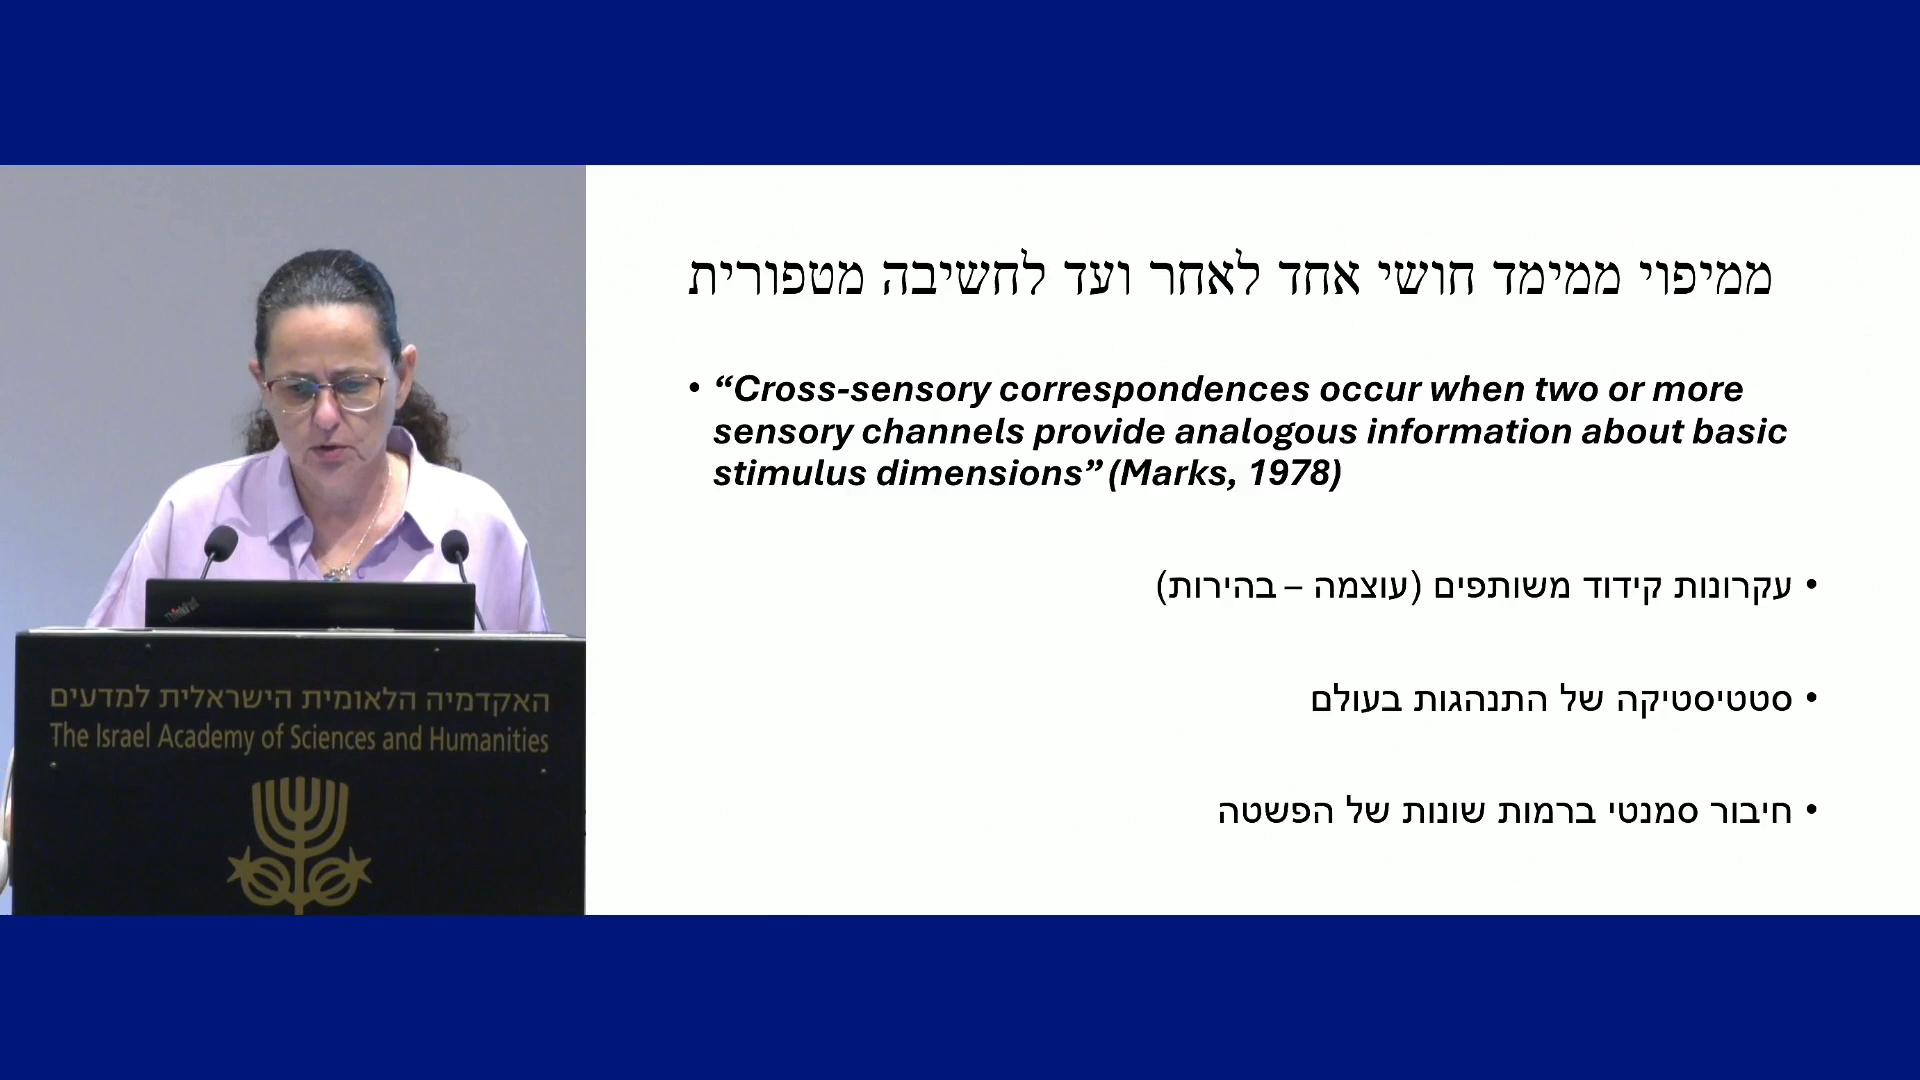 ממיפוי ממימד חושי אחד לאחר ועד לחשיבה מטפורית
• “Cross-sensory correspondences occur when two or more
sensory channels provide analogous information about basic
stimulus dimensions” (Marks, 1978)
• עקרונות קידוד משותפים (עוצמה – בהירות)
• סטטיסטיקה של התנהגות בעולם
• חיבור סמנטי ברמות שונות של הפשטה
ThinkPad
האקדמיה הלאומית הישראלית למדעים
The Israel Academy of Sciences and Humanities